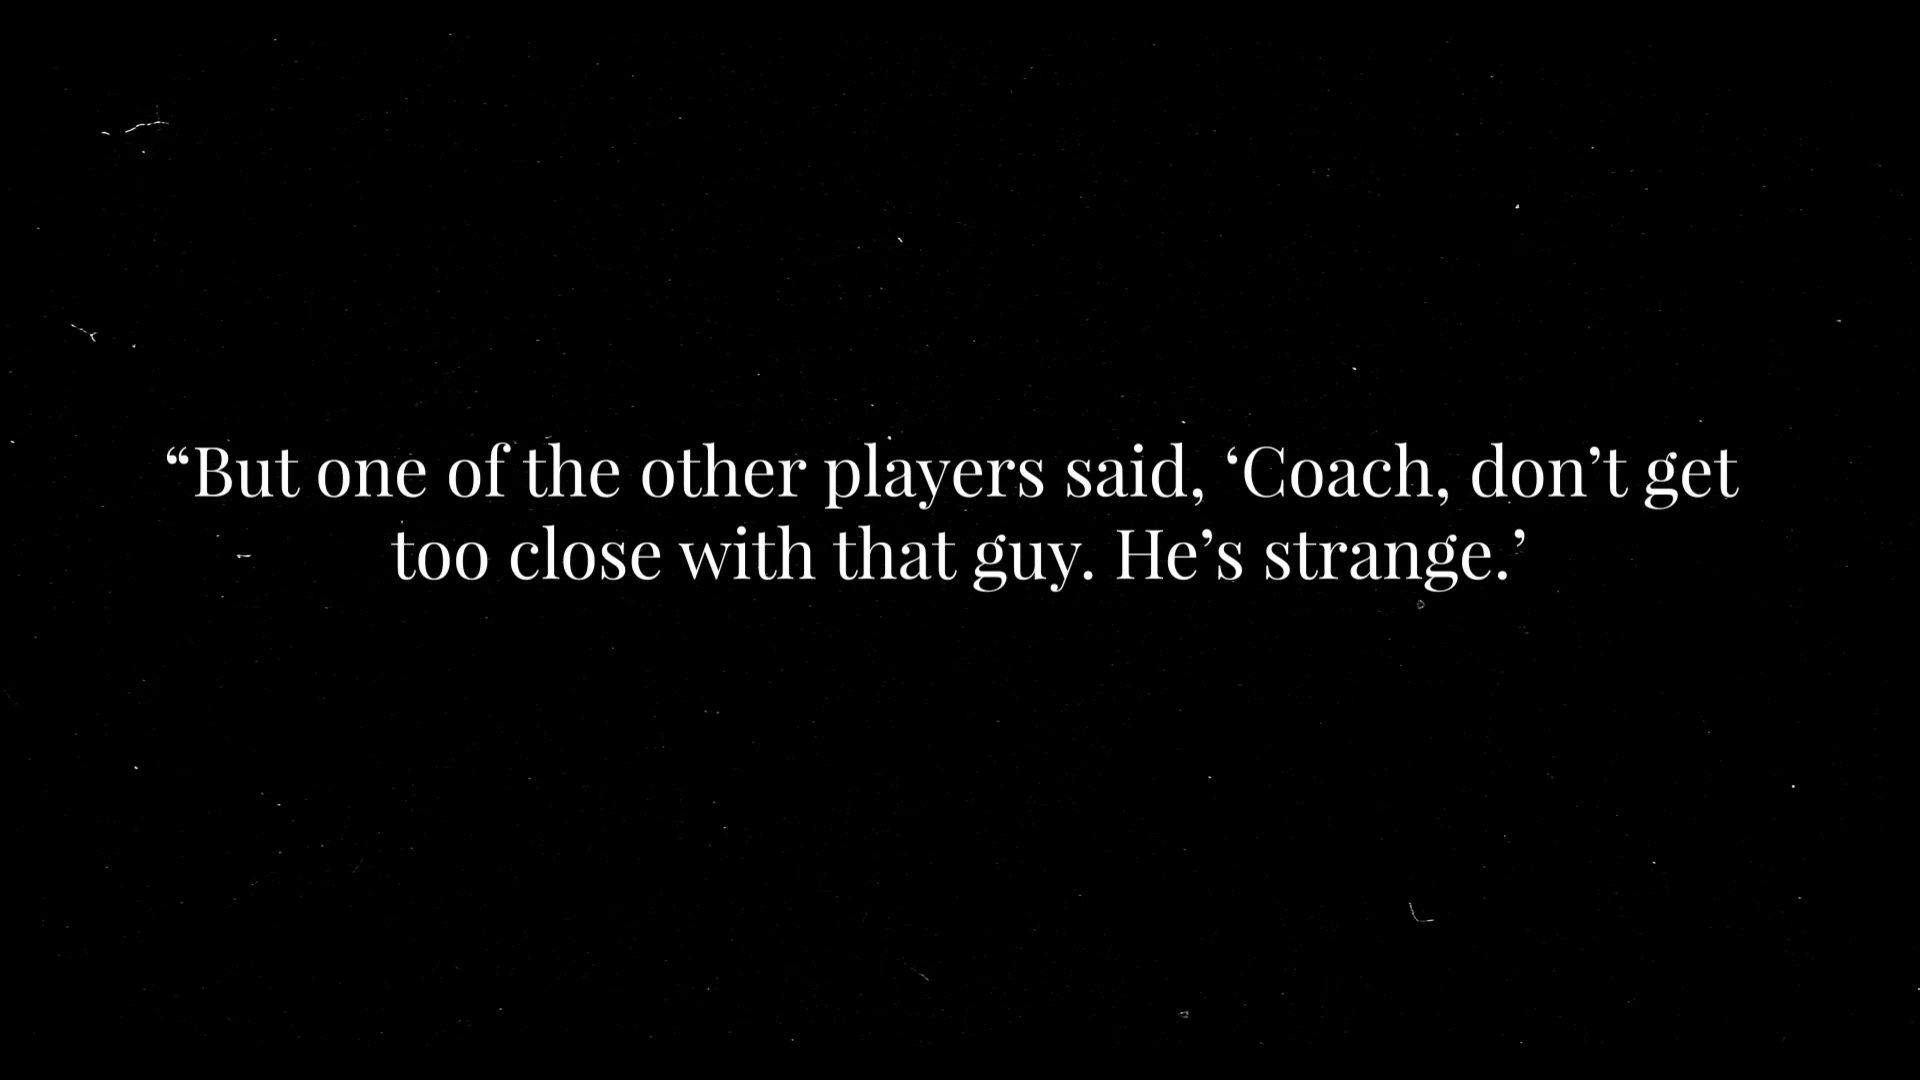 “But one of the other players said, ‘Coach, don’t get
too close with that guy. He’s strange.’